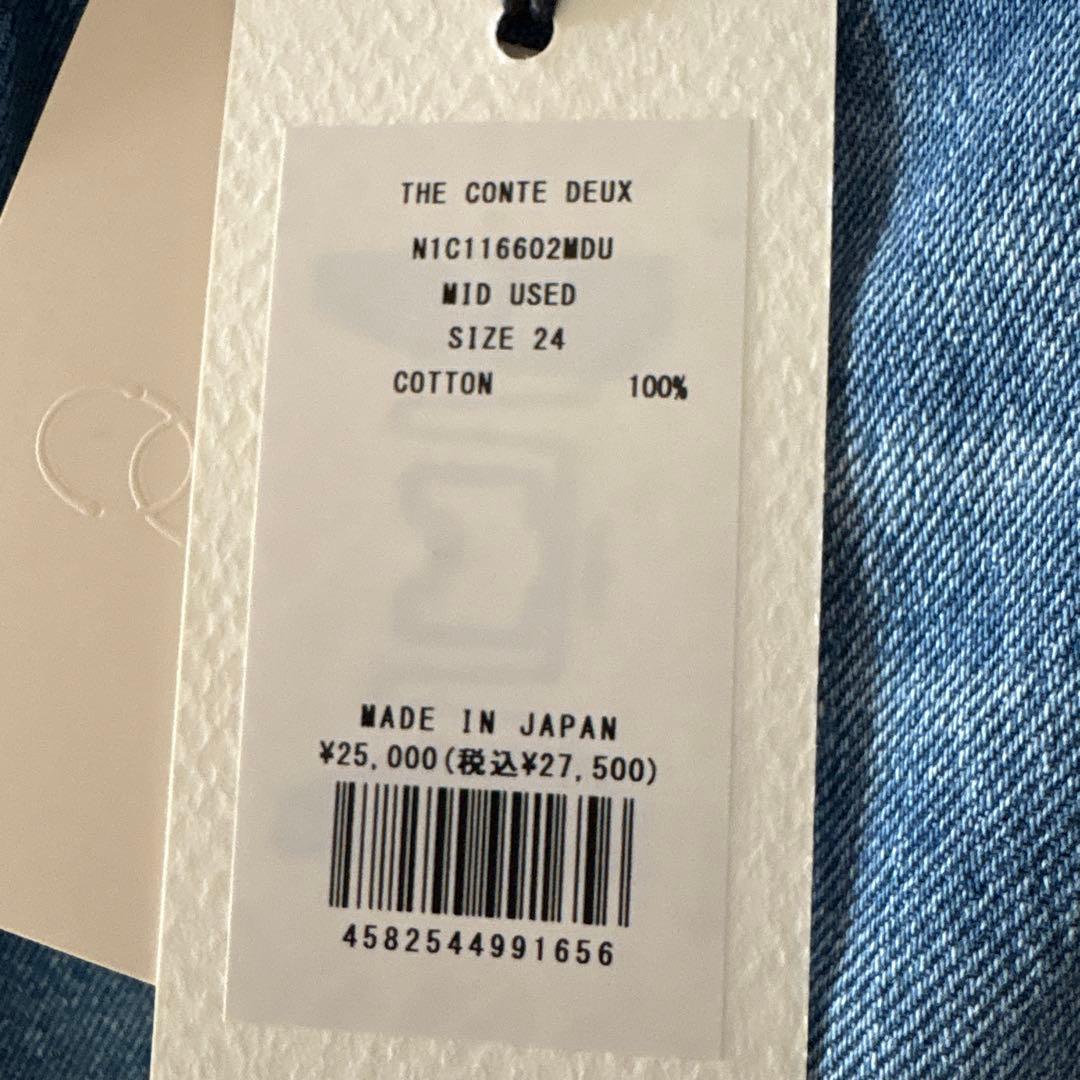 THE CONTE DEUX
N1C116602MDU
MID USED
SIZE 24
COTTON 100%
MADE IN JAPAN
¥25,000(税込¥27,500)
4582544991656